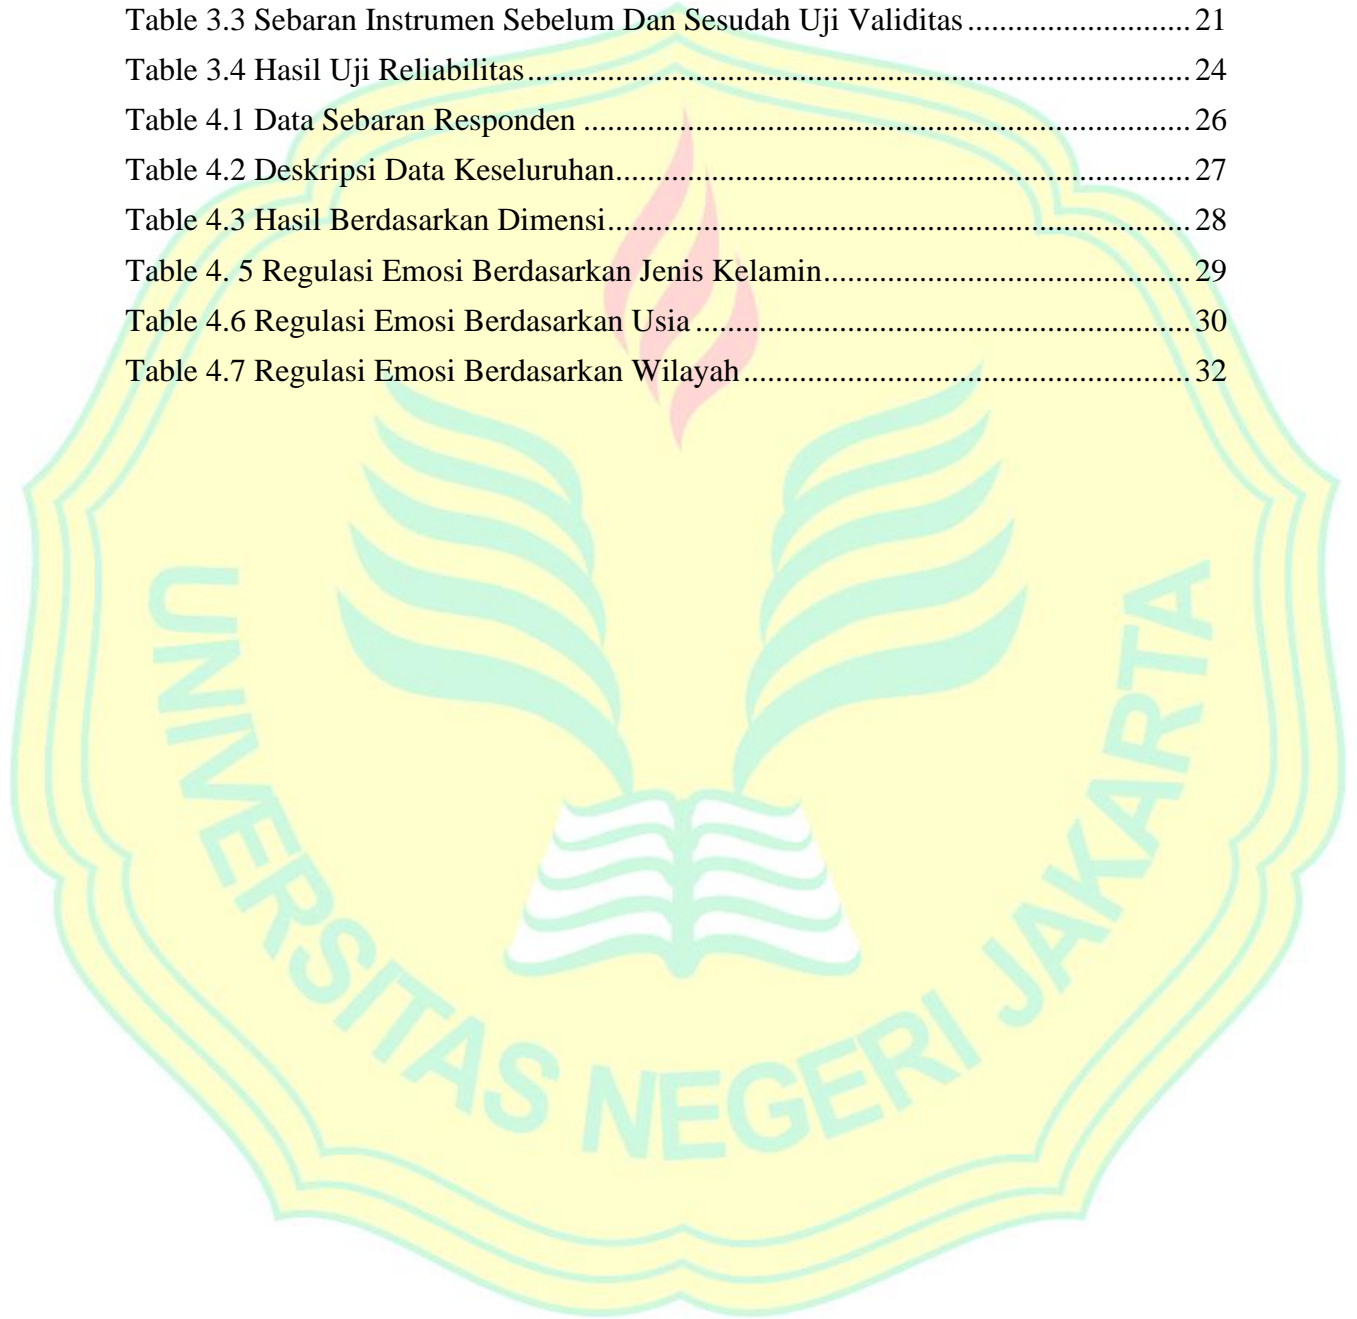 Table 3.3 Sebaran Instrumen Sebelum Dan Sesudah Uji Validitas ............................ 21
Table 3.4 Hasil Uji Reliabilitas .................................................................................. 24
Table 4.1 Data Sebaran Responden ........................................................................... 26
Table 4.2 Deskripsi Data Keseluruhan....................................................................... 27
Table 4.3 Hasil Berdasarkan Dimensi........................................................................ 28
Table 4. 5 Regulasi Emosi Berdasarkan Jenis Kelamin.............................................. 29
Table 4.6 Regulasi Emosi Berdasarkan Usia ............................................................. 30
Table 4.7 Regulasi Emosi Berdasarkan Wilayah ....................................................... 32
UNIVERSITAS NEGERI JAKARTA